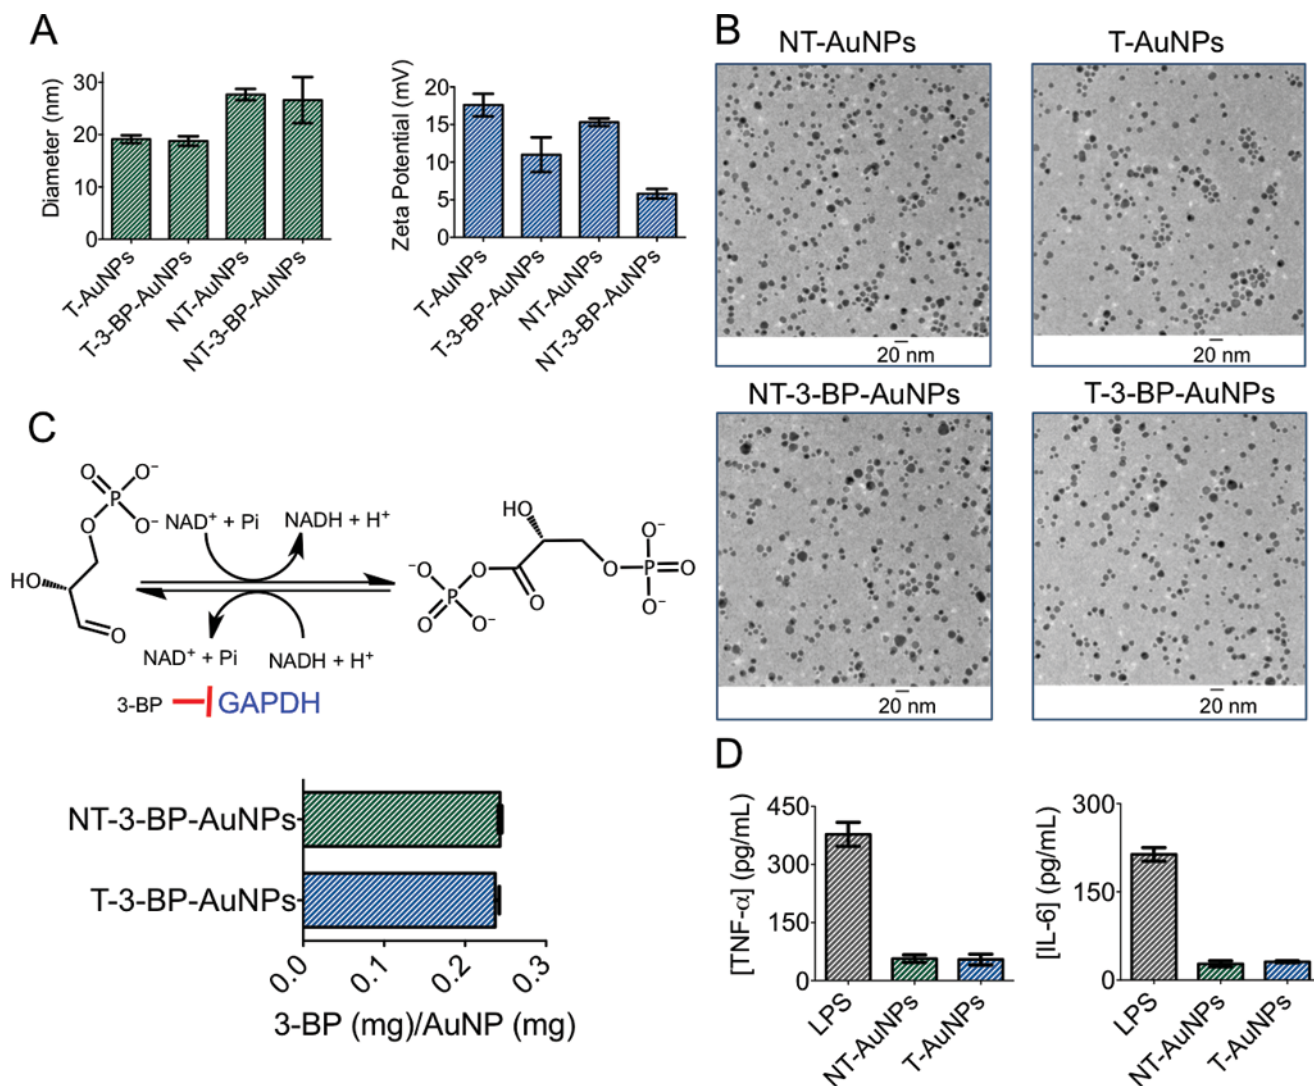 A
Diameter (nm)
30
20
10
0
T-AuNPs
T-3-BP-AuNPs
NT-AuNPs
NT-3-BP-AuNPs
Zeta Potential (mV)
20
15
10
5
0
T-AuNPs
T-3-BP-AuNPs
NT-AuNPs
NT-3-BP-AuNPs
B
NT-AuNPs
20 nm
T-AuNPs
20 nm
NT-3-BP-AuNPs
20 nm
T-3-BP-AuNPs
20 nm
C
O
O⁻
P
O⁻
O
HO
O
NAD⁺ + Pi
NADH + H⁺
NAD⁺ + Pi
NADH + H⁺
3-BP
GAPDH
HO
⁻O
O
P
O
O⁻
O
O
O⁻
P
O
O⁻
NT-3-BP-AuNPs
T-3-BP-AuNPs
0.0
0.1
0.2
0.3
3-BP (mg)/AuNP (mg)
D
[TNF-α] (pg/mL)
450
300
150
0
LPS
NT-AuNPs
T-AuNPs
[IL-6] (pg/mL)
300
150
0
LPS
NT-AuNPs
T-AuNPs